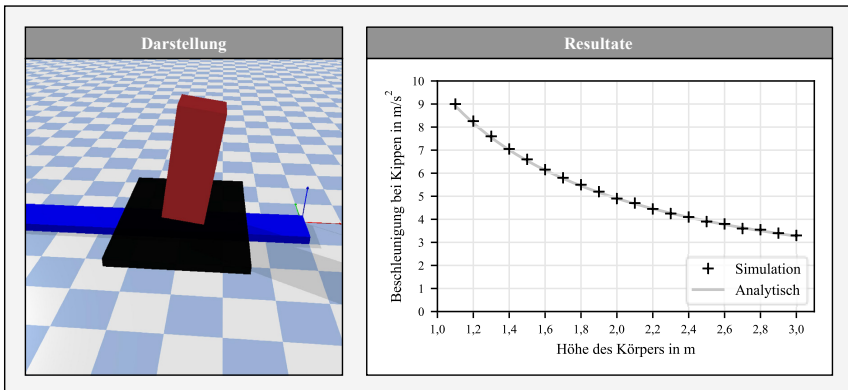 Darstellung
Resultate
Beschleunigung bei Kippen in m/s²
10
9
8
7
6
5
4
3
2
1
0
1,0 1,2 1,4 1,6 1,8 2,0 2,2 2,4 2,6 2,8 3,0
Höhe des Körpers in m
Simulation
Analytisch